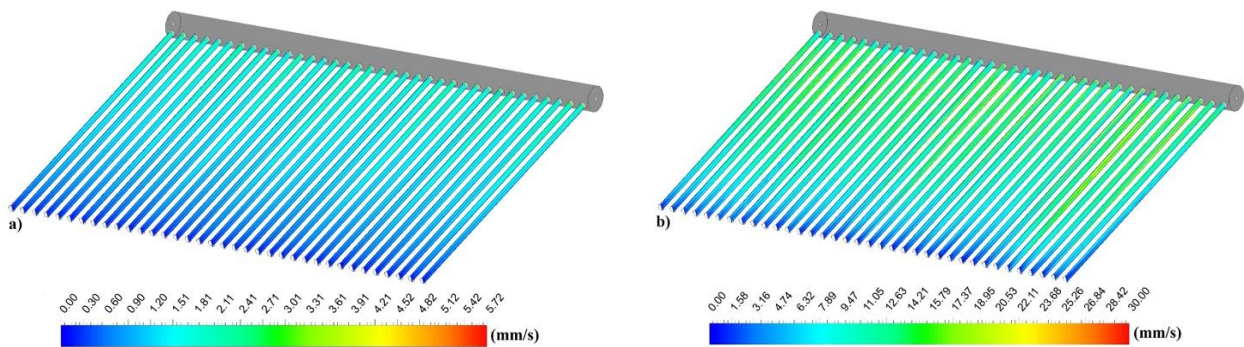 a)
0.00 0.30 0.60 0.90 1.20 1.51 1.81 2.11 2.41 2.71 3.01 3.31 3.61 3.91 4.21 4.52 4.82 5.12 5.42 5.72
(mm/s)
b)
0.00 1.58 3.16 4.74 6.32 7.89 9.47 11.05 12.63 14.21 15.79 17.37 18.95 20.53 22.11 23.68 25.26 26.84 28.42 30.00
(mm/s)